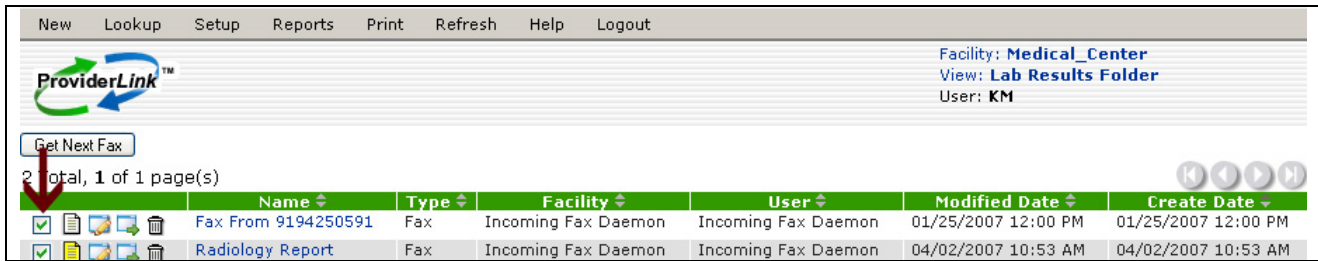 New Lookup Setup Reports Print Refresh Help Logout
ProviderLink™
Facility: Medical_Center
View: Lab Results Folder
User: KM
Get Next Fax
2 Total, 1 of 1 page(s)
Name Type Facility User Modified Date Create Date
Fax From 9194250591 Fax Incoming Fax Daemon Incoming Fax Daemon 01/25/2007 12:00 PM 01/25/2007 12:00 PM
Radiology Report Fax Incoming Fax Daemon Incoming Fax Daemon 04/02/2007 10:53 AM 04/02/2007 10:53 AM